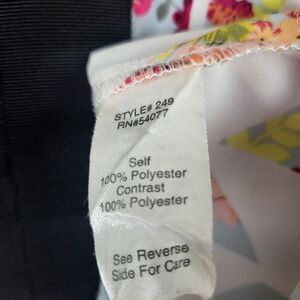 STYLE# 249
RN#54077
Self
100% Polyester
Contrast
100% Polyester
See Reverse
Side For Care